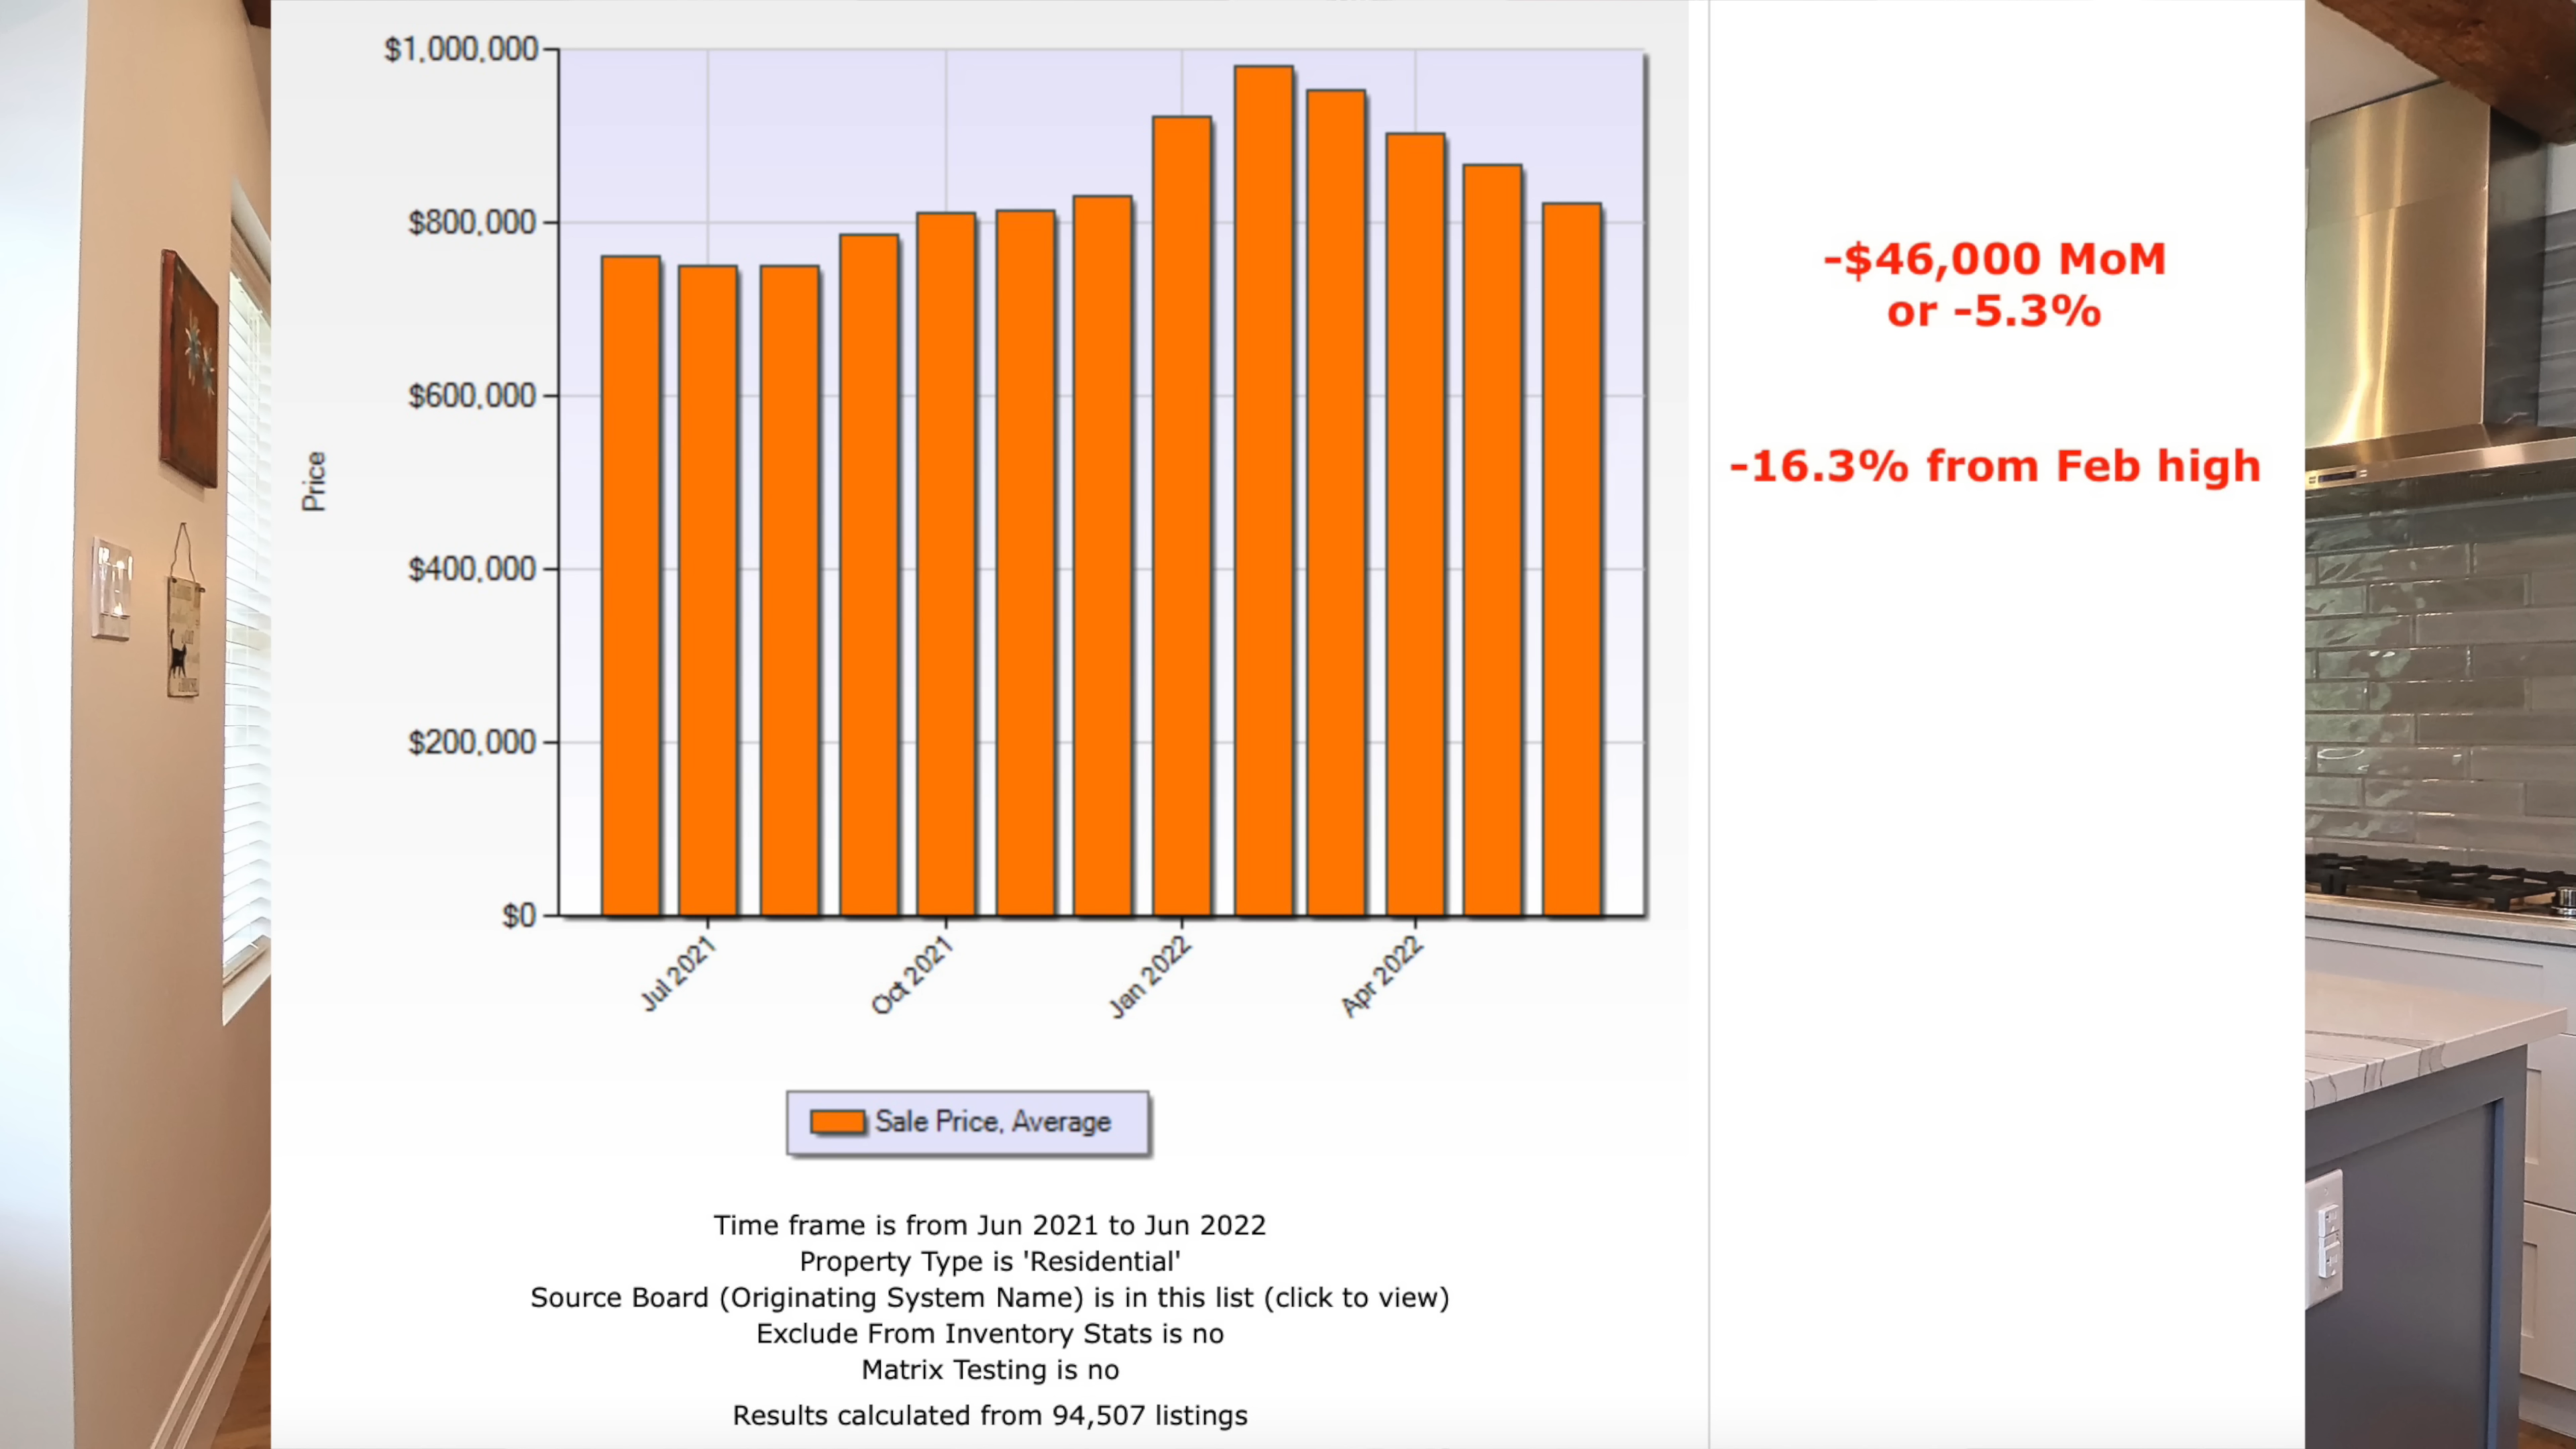 $1,000,000
$800,000
$600,000
$400,000
$200,000
$0
Price
Jul 2021
Oct 2021
Jan 2022
Apr 2022
Sale Price, Average
Time frame is from Jun 2021 to Jun 2022
Property Type is 'Residential'
Source Board (Originating System Name) is in this list (click to view)
Exclude From Inventory Stats is no
Matrix Testing is no
Results calculated from 94,507 listings
-$46,000 MoM
or -5.3%
-16.3% from Feb high